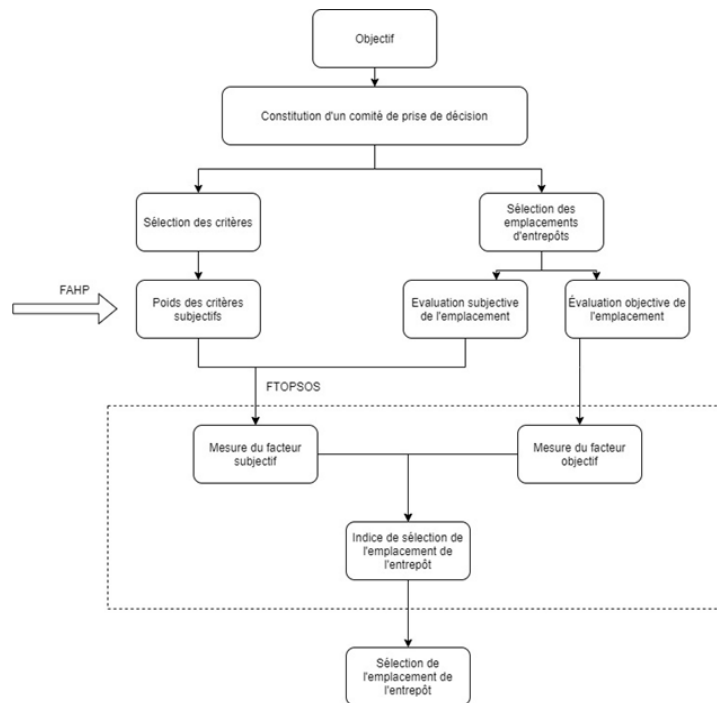 Objectif
Constitution d'un comité de prise de décision
Sélection des critères
Sélection des
emplacements
d'entrepôts
FAHP
Poids des critères
subjectifs
Evaluation subjective
de l'emplacement
Évaluation objective de
l'emplacement
FTOPSOS
Mesure du facteur
subjectif
Mesure du facteur
objectif
Indice de sélection de
l'emplacement de
l'entrepôt
Sélection de
l'emplacement de
l'entrepôt